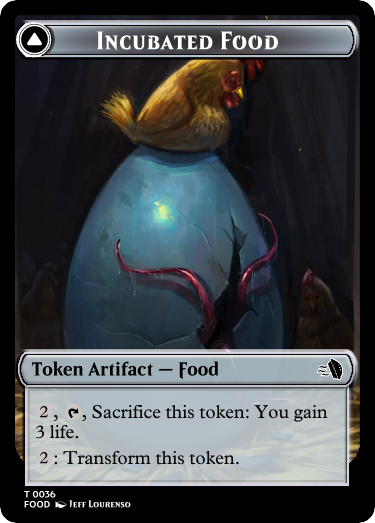 Incubated Food
Token Artifact — Food
2 , , Sacrifice this token: You gain
3 life.
2 : Transform this token.
T 0036
FOOD Jeff Lourenso